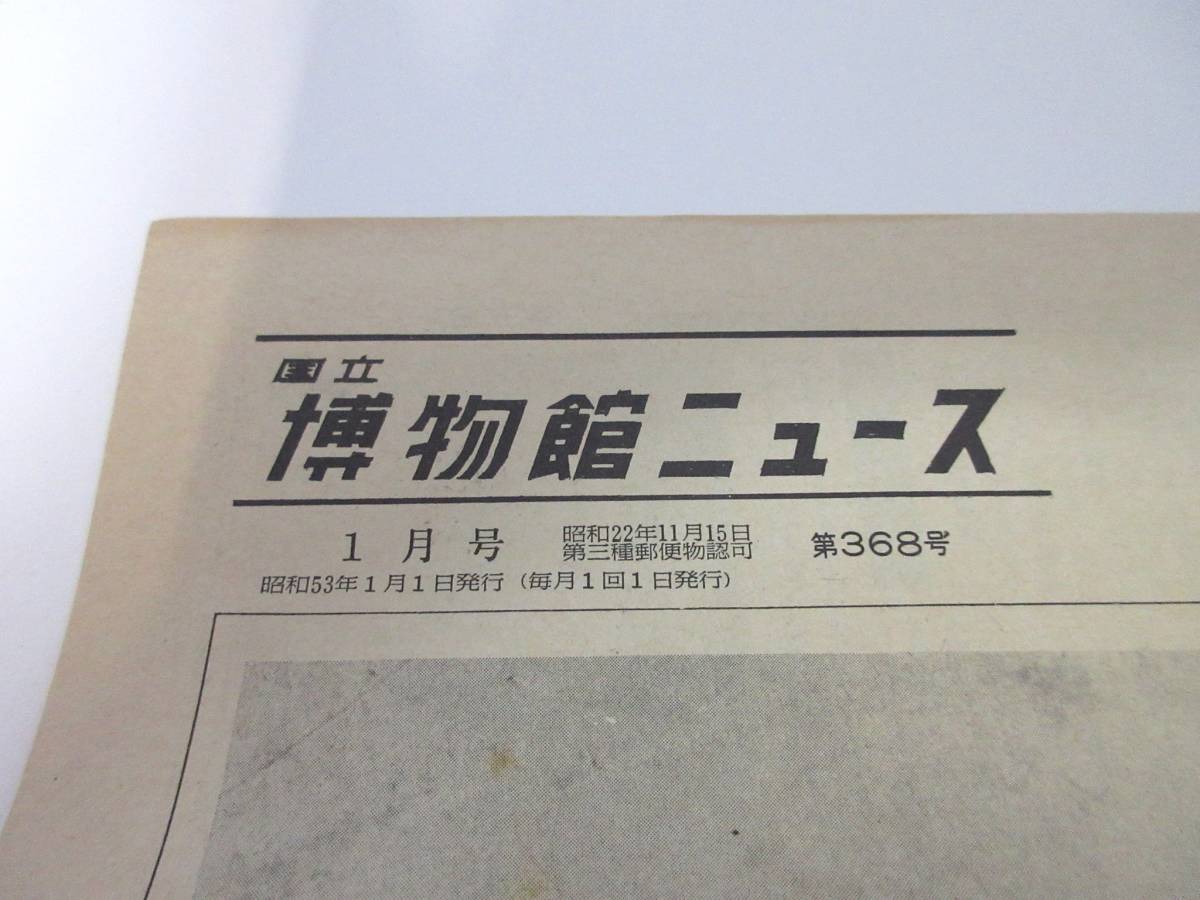 国立
博物館ニュース
1月号
昭和22年11月15日
第三種郵便物認可
第368号
昭和53年1月1日発行(毎月1回1日発行)